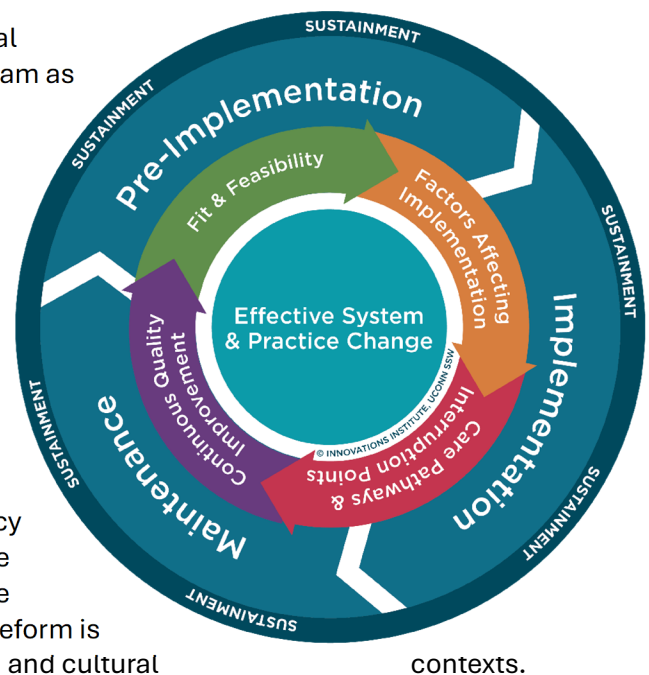 al
am as
SUSTAINMENT
SUSTAINMENT
SUSTAINMENT
SUSTAINMENT
SUSTAINMENT
SUSTAINMENT
Pre-Implementation
Implementation
Maintenance
Fit & Feasibility
Factors Affecting
Implementation
Care Pathways &
Interruption Points
Continuous Quality
Improvement
Effective System
& Practice Change
© INNOVATIONS INSTITUTE, UCONN SSW
cy
e
e
eform is
and cultural contexts.